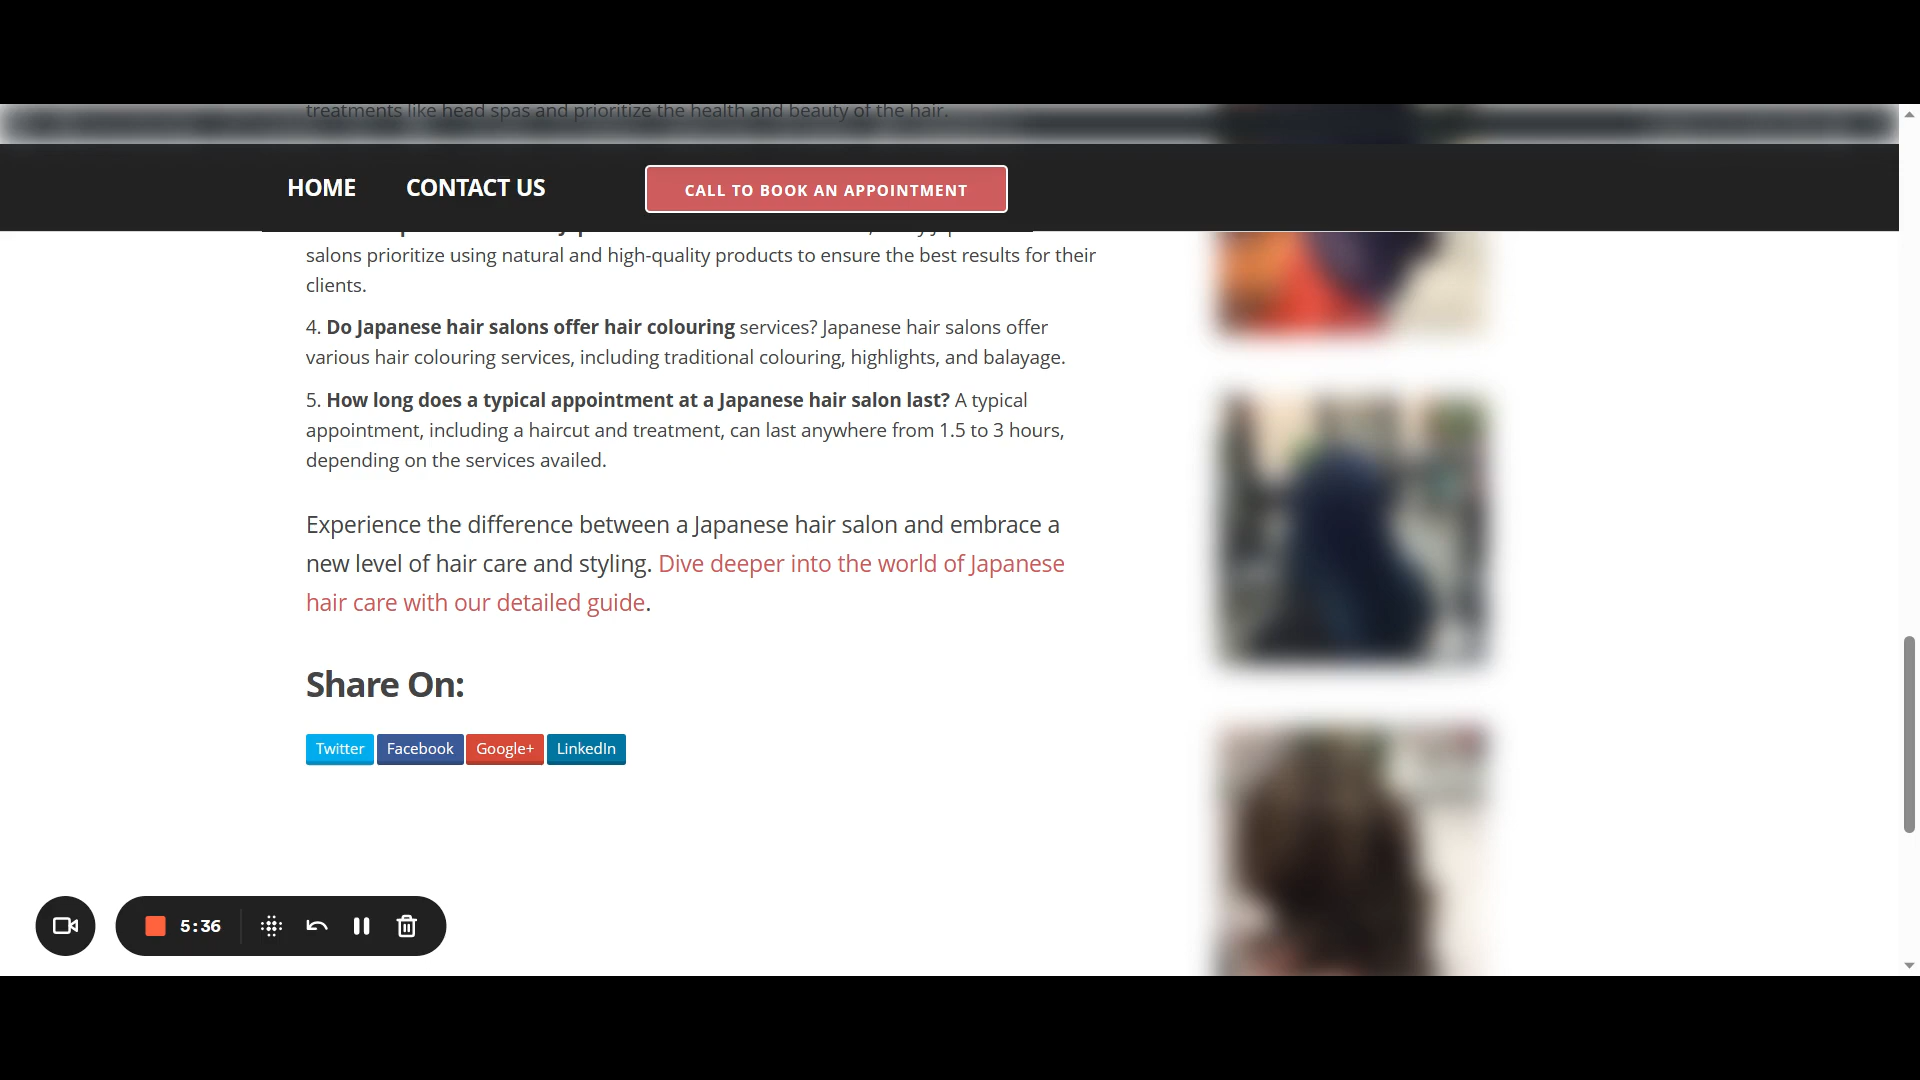 treatments like head spas and prioritize the health and beauty of the hair.
HOME CONTACT US CALL TO BOOK AN APPOINTMENT
salons prioritize using natural and high-quality products to ensure the best results for their
clients.
4. Do Japanese hair salons offer hair colouring services? Japanese hair salons offer
various hair colouring services, including traditional colouring, highlights, and balayage.
5. How long does a typical appointment at a Japanese hair salon last? A typical
appointment, including a haircut and treatment, can last anywhere from 1.5 to 3 hours,
depending on the services availed.
Experience the difference between a Japanese hair salon and embrace a
new level of hair care and styling. Dive deeper into the world of Japanese
hair care with our detailed guide.
Share On:
Twitter Facebook Google+ LinkedIn
5:36